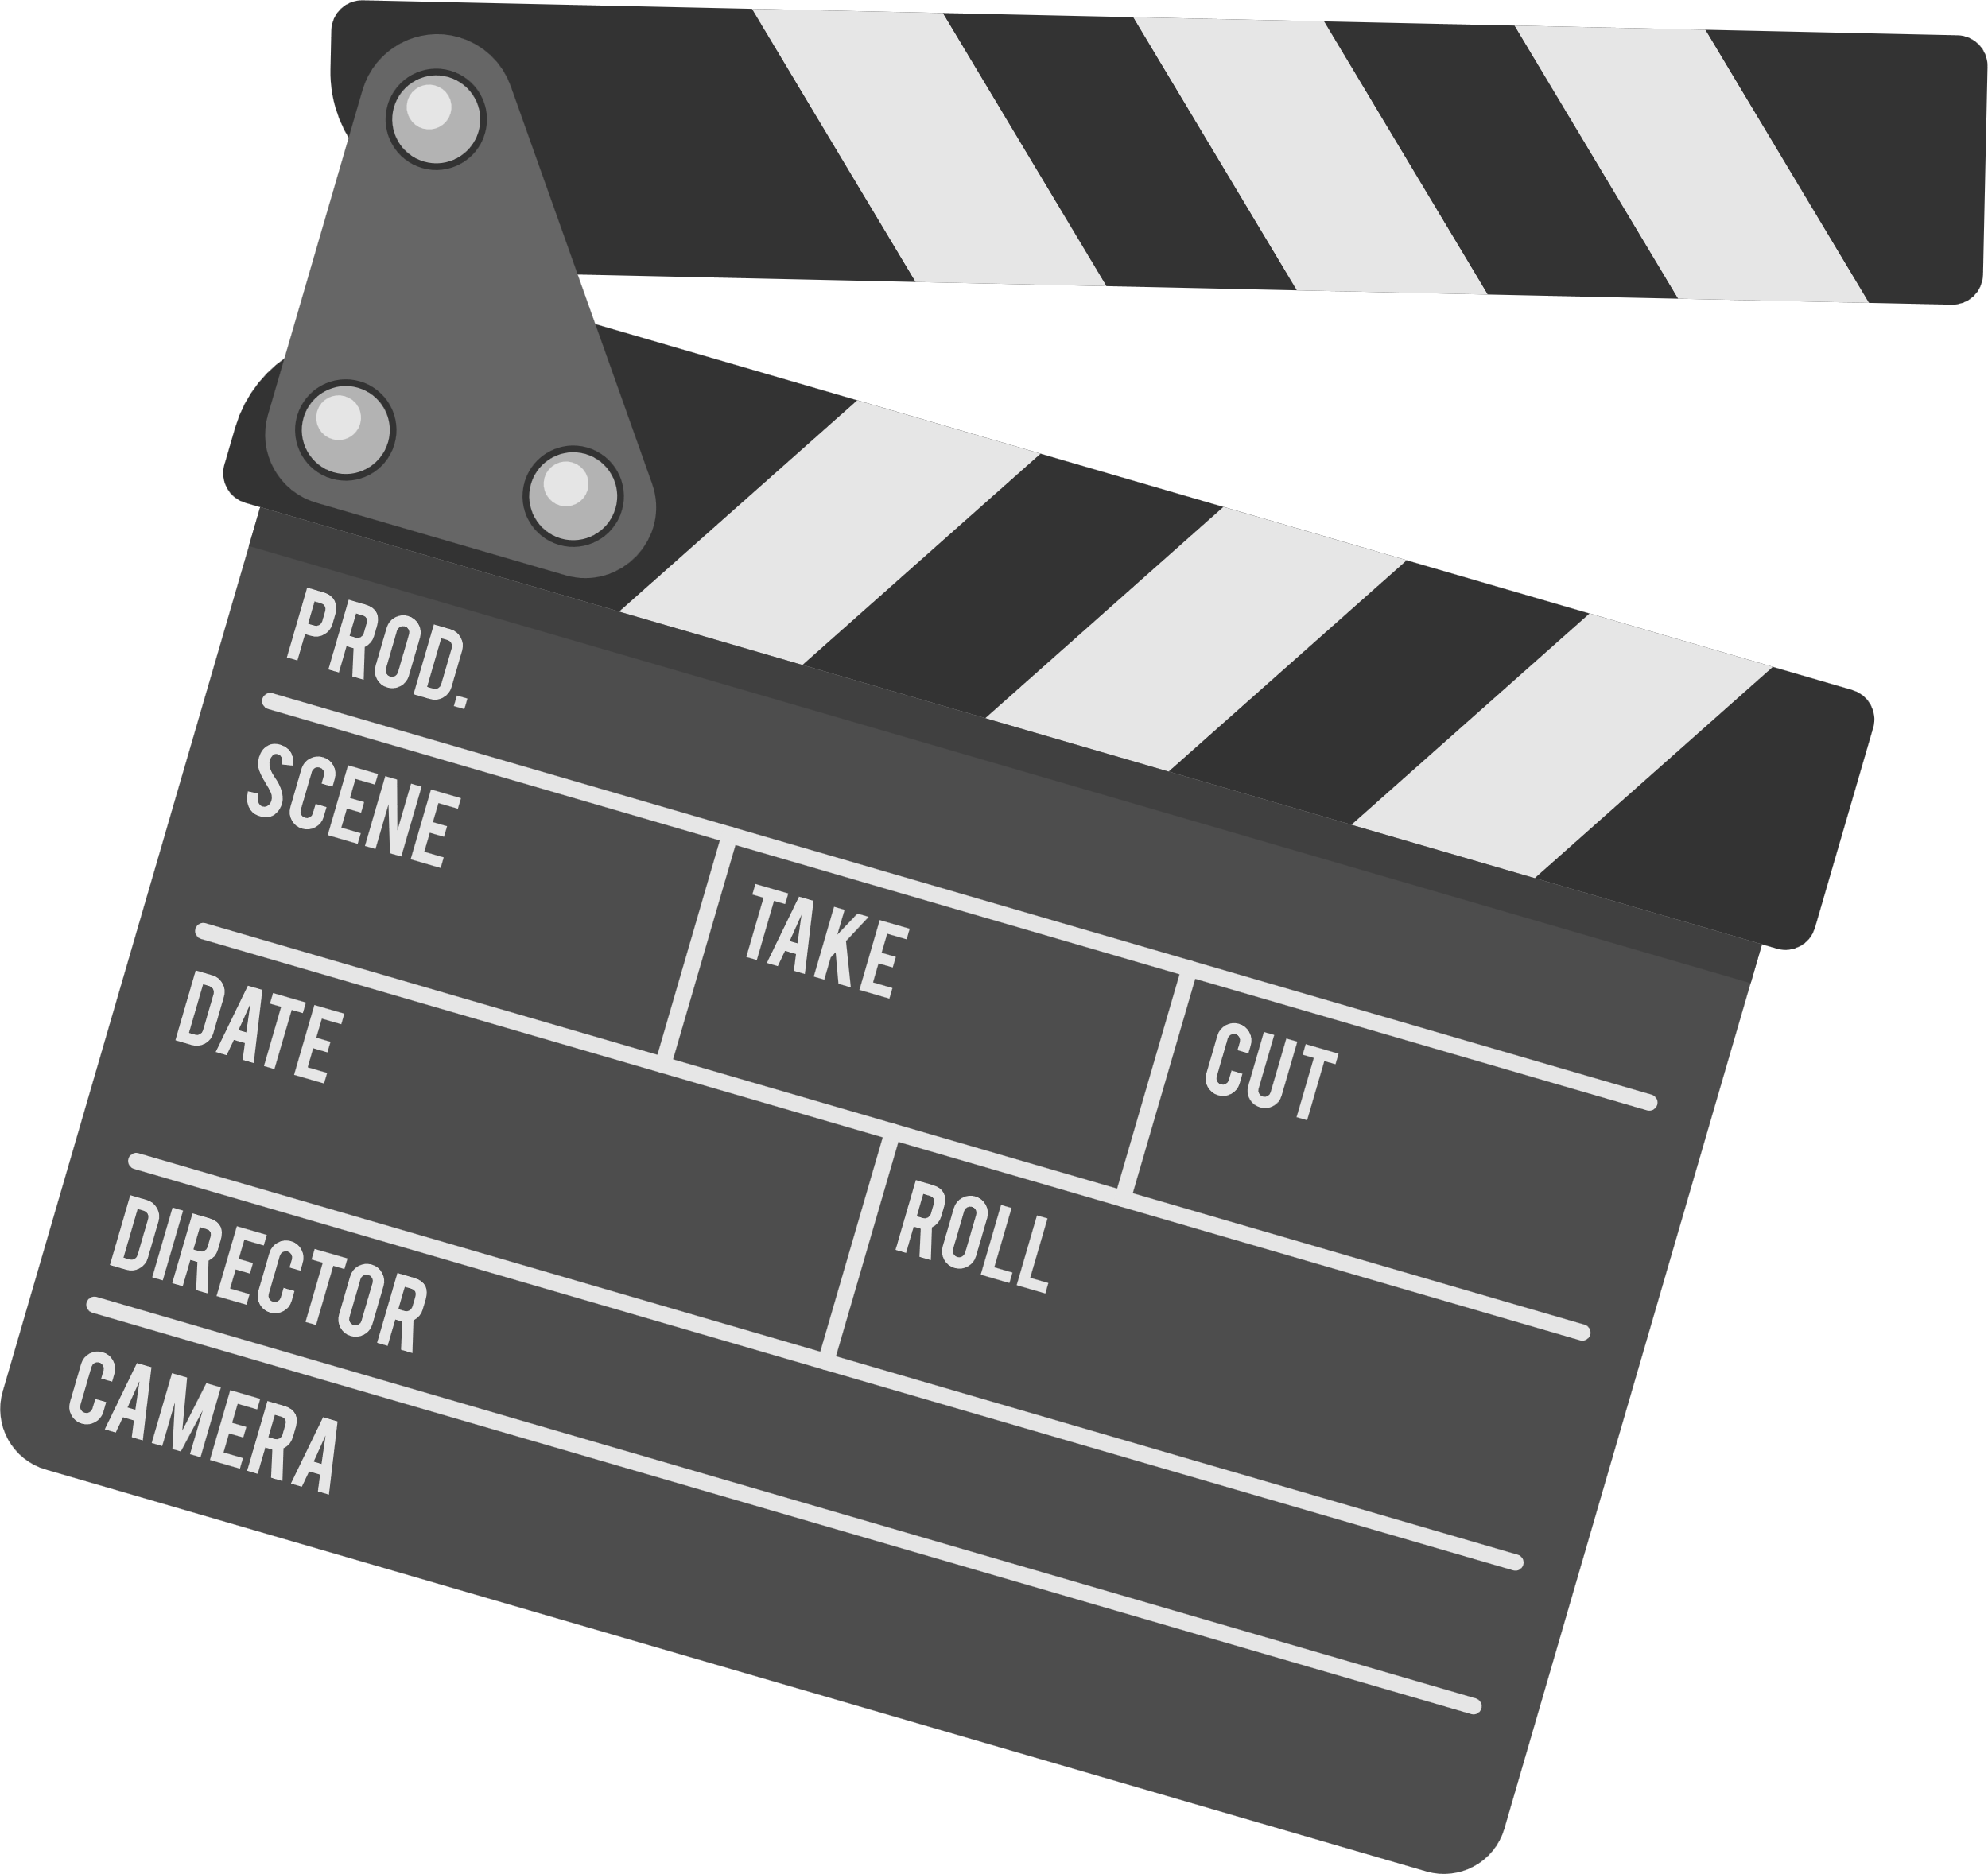 PROD.
SCENE TAKE CUT
DATE ROLL
DIRECTOR
CAMERA